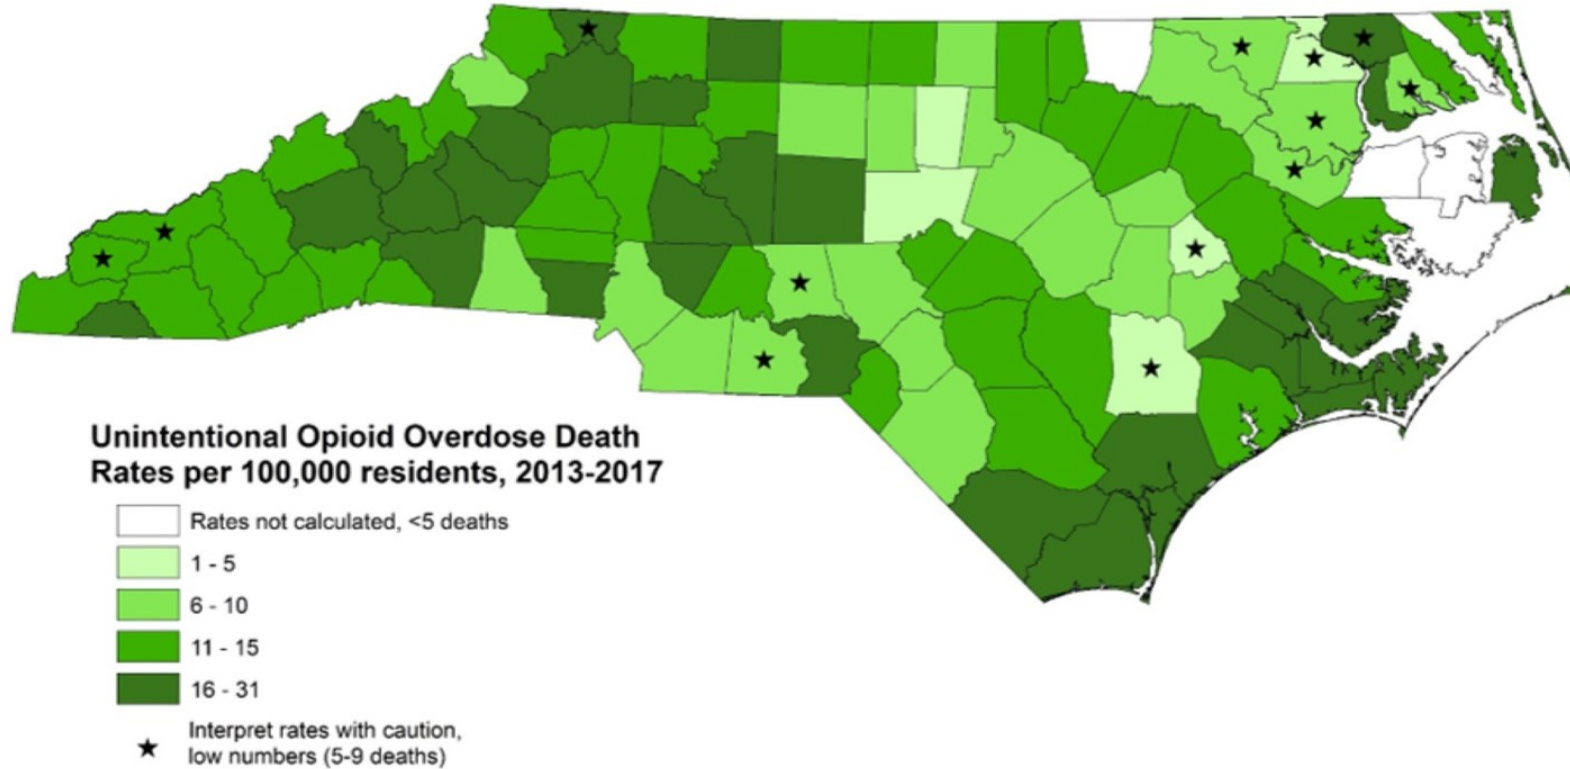 Unintentional Opioid Overdose Death
Rates per 100,000 residents, 2013-2017
Rates not calculated, <5 deaths
1 - 5
6 - 10
11 - 15
16 - 31
Interpret rates with caution,
low numbers (5-9 deaths)